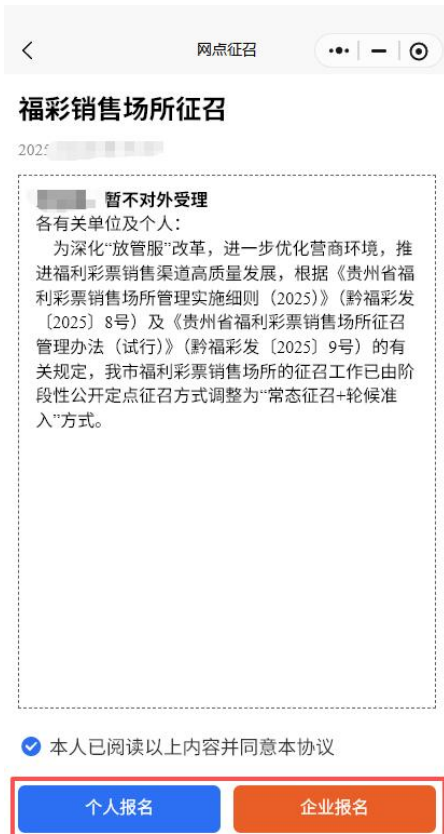 网点征召
福彩销售场所征召
202
暂不对外受理
各有关单位及个人：
为深化“放管服”改革，进一步优化营商环境，推
进福利彩票销售渠道高质量发展，根据《贵州省福
利彩票销售场所管理实施细则（2025）》（黔福彩发
〔2025〕8号）及《贵州省福利彩票销售场所征召
管理办法（试行）》（黔福彩发〔2025〕9号）的有
关规定，我市福利彩票销售场所的征召工作已由阶
段性公开定点征召方式调整为“常态征召+轮候准
入”方式。
本人已阅读以上内容并同意本协议
个人报名
企业报名